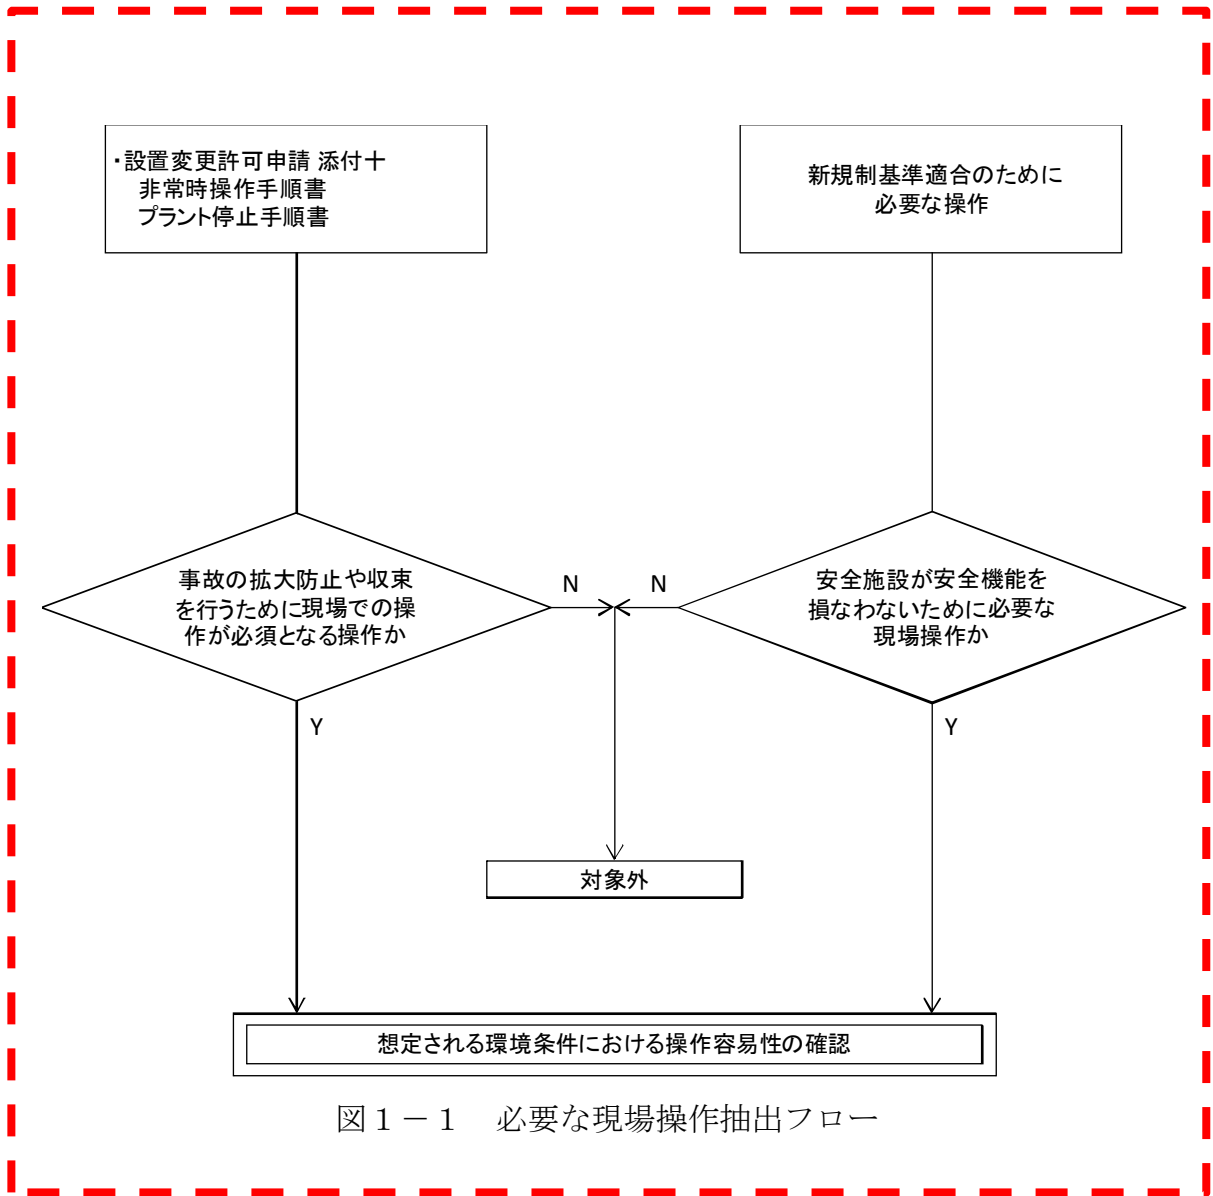 ・設置変更許可申請 添付十
非常時操作手順書
プラント停止手順書
新規制基準適合のために
必要な操作
事故の拡大防止や収束
を行うために現場での操
作が必須となる操作か
N
N
安全施設が安全機能を
損なわないために必要な
現場操作か
Y
Y
対象外
想定される環境条件における操作容易性の確認
図１－１　必要な現場操作抽出フロー